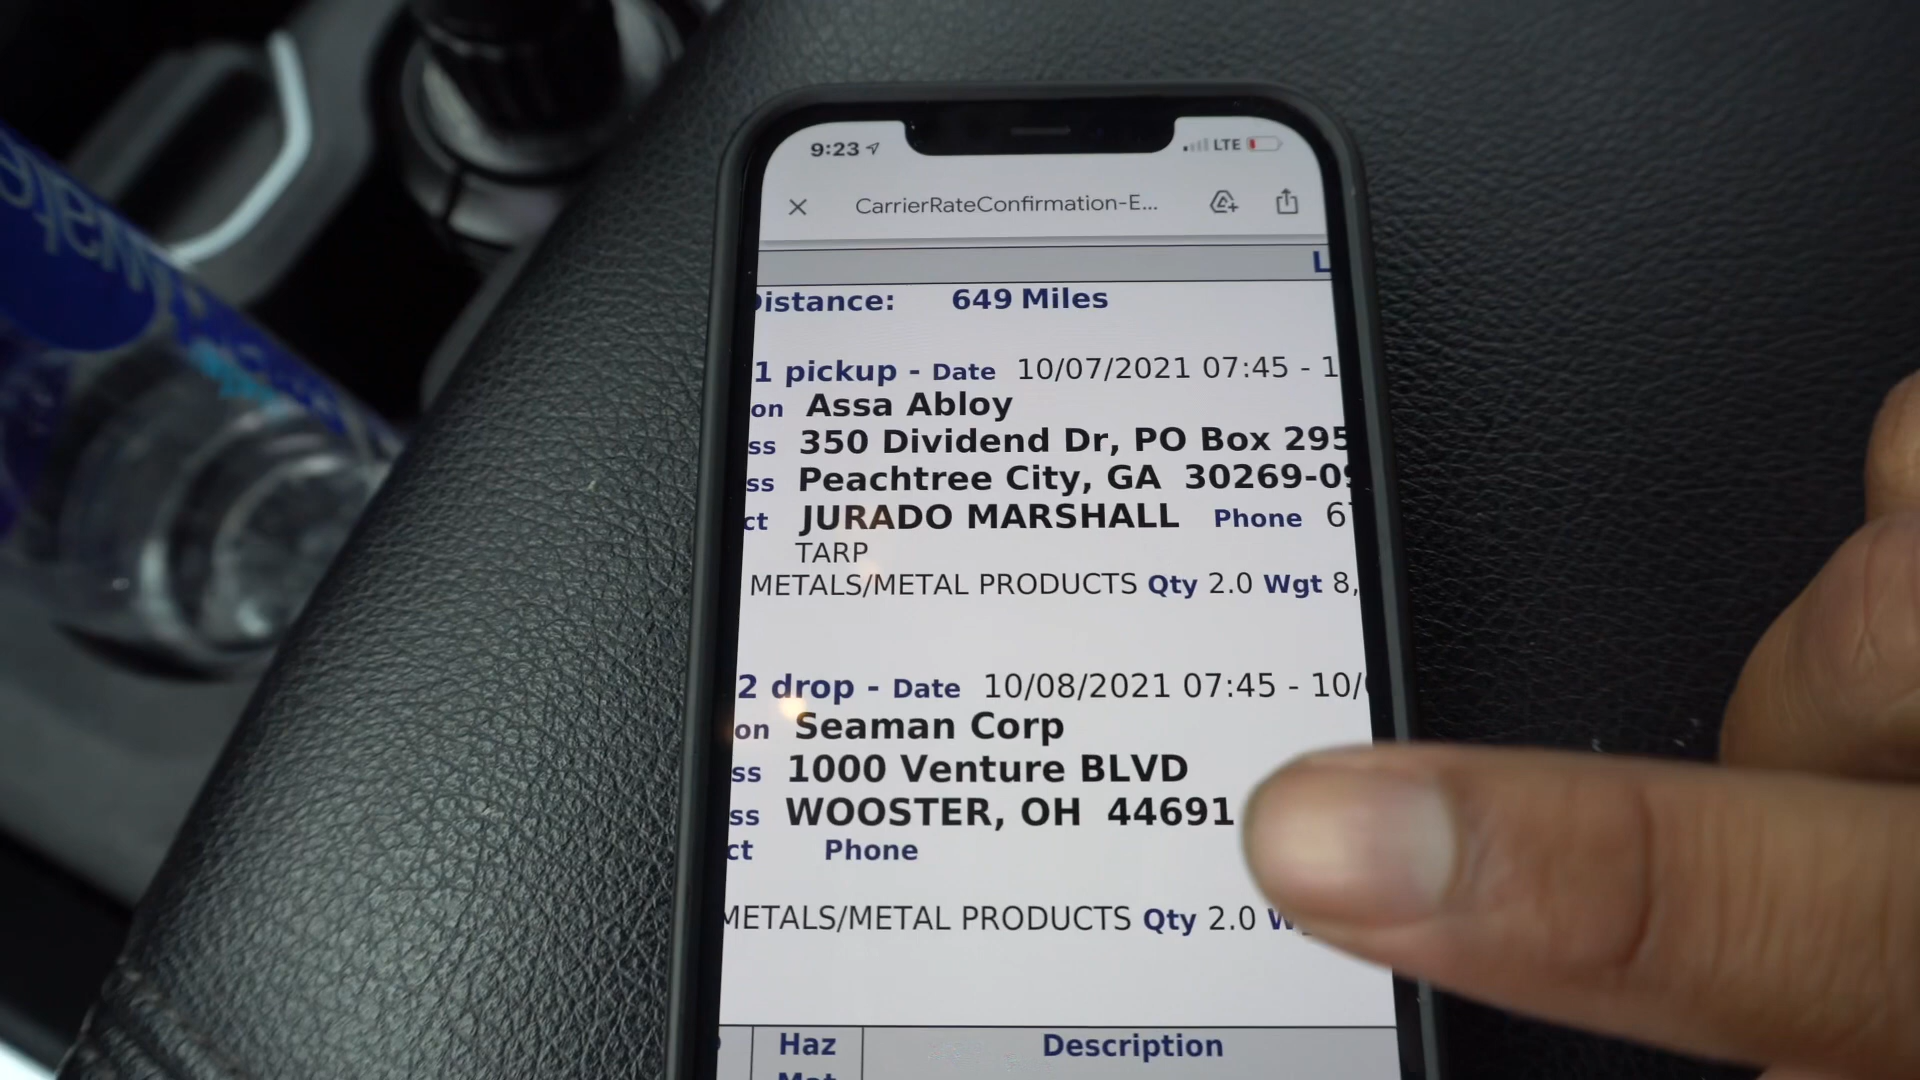 9:23 LTE
CarrierRateConfirmation-E...
Distance: 649 Miles
1 pickup - Date 10/07/2021 07:45 - 1
on Assa Abloy
ss 350 Dividend Dr, PO Box 295
ss Peachtree City, GA 30269-09
ct JURADO MARSHALL Phone 67
TARP
METALS/METAL PRODUCTS Qty 2.0 Wgt 8,
2 drop - Date 10/08/2021 07:45 - 10/
on Seaman Corp
ss 1000 Venture BLVD
ss WOOSTER, OH 44691
ct Phone
METALS/METAL PRODUCTS Qty 2.0
Haz Description